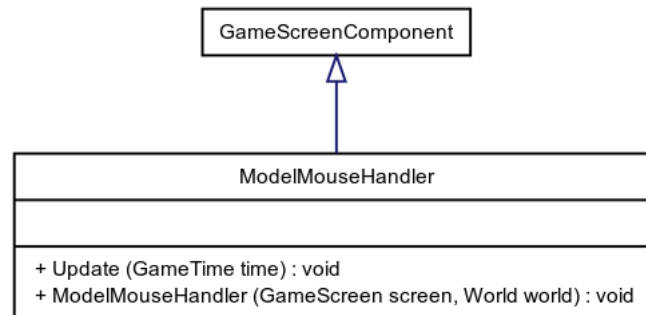 GameScreenComponent
ModelMouseHandler
+ Update (GameTime time) : void
+ ModelMouseHandler (GameScreen screen, World world) : void